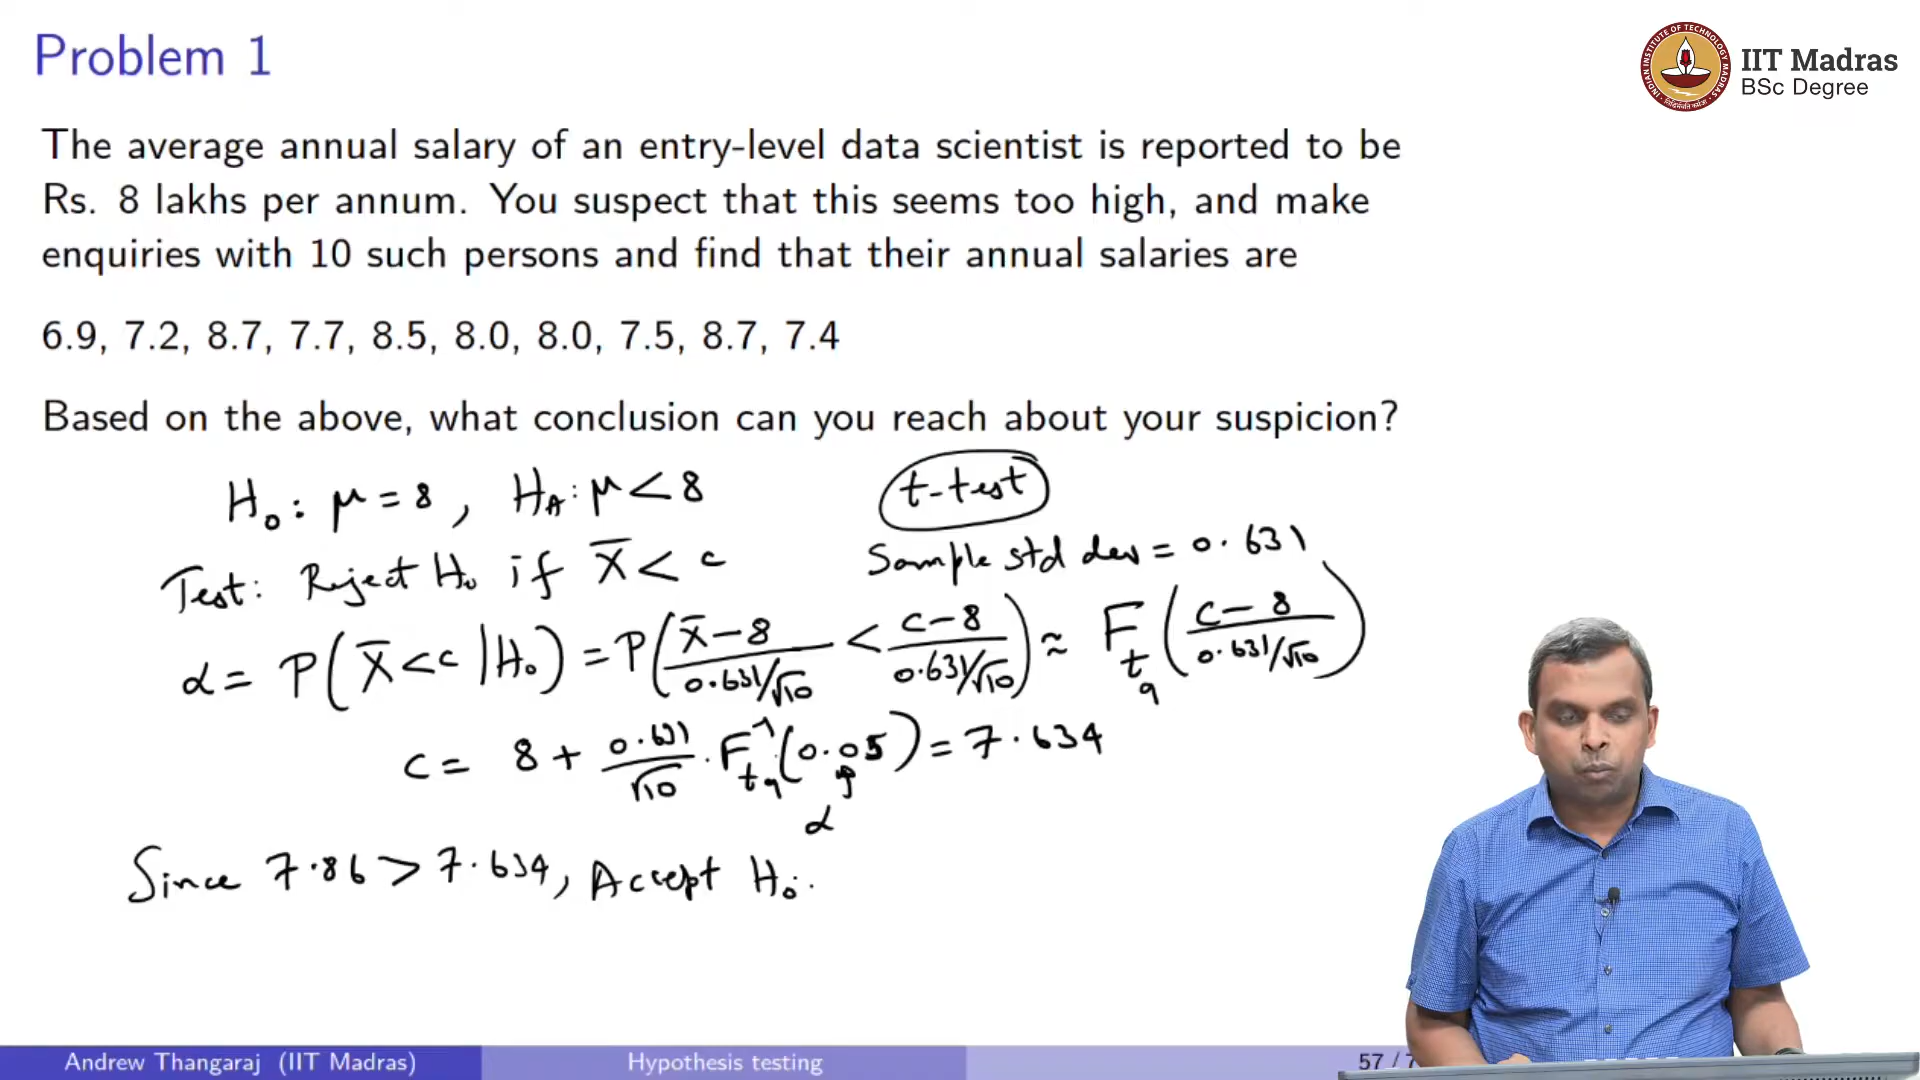 Problem 1
IIT Madras
BSc Degree
The average annual salary of an entry-level data scientist is reported to be
Rs. 8 lakhs per annum. You suspect that this seems too high, and make
enquiries with 10 such persons and find that their annual salaries are
6.9, 7.2, 8.7, 7.7, 8.5, 8.0, 8.0, 7.5, 8.7, 7.4
Based on the above, what conclusion can you reach about your suspicion?
H₀: μ = 8, H_A: μ < 8
t-test
Sample std dev = 0.631
Test: Reject H₀ if X̄ < c
α = P(X̄ < c | H₀) = P((X̄-8)/(0.631/√10) < (c-8)/(0.631/√10)) ≈ F_t₉((c-8)/(0.631/√10))
c = 8 + 0.631/√10 · F⁻¹_t₉(0.05) = 7.634
α
Since 7.86 > 7.634, Accept H₀.
Andrew Thangaraj (IIT Madras)
Hypothesis testing
57 / 7